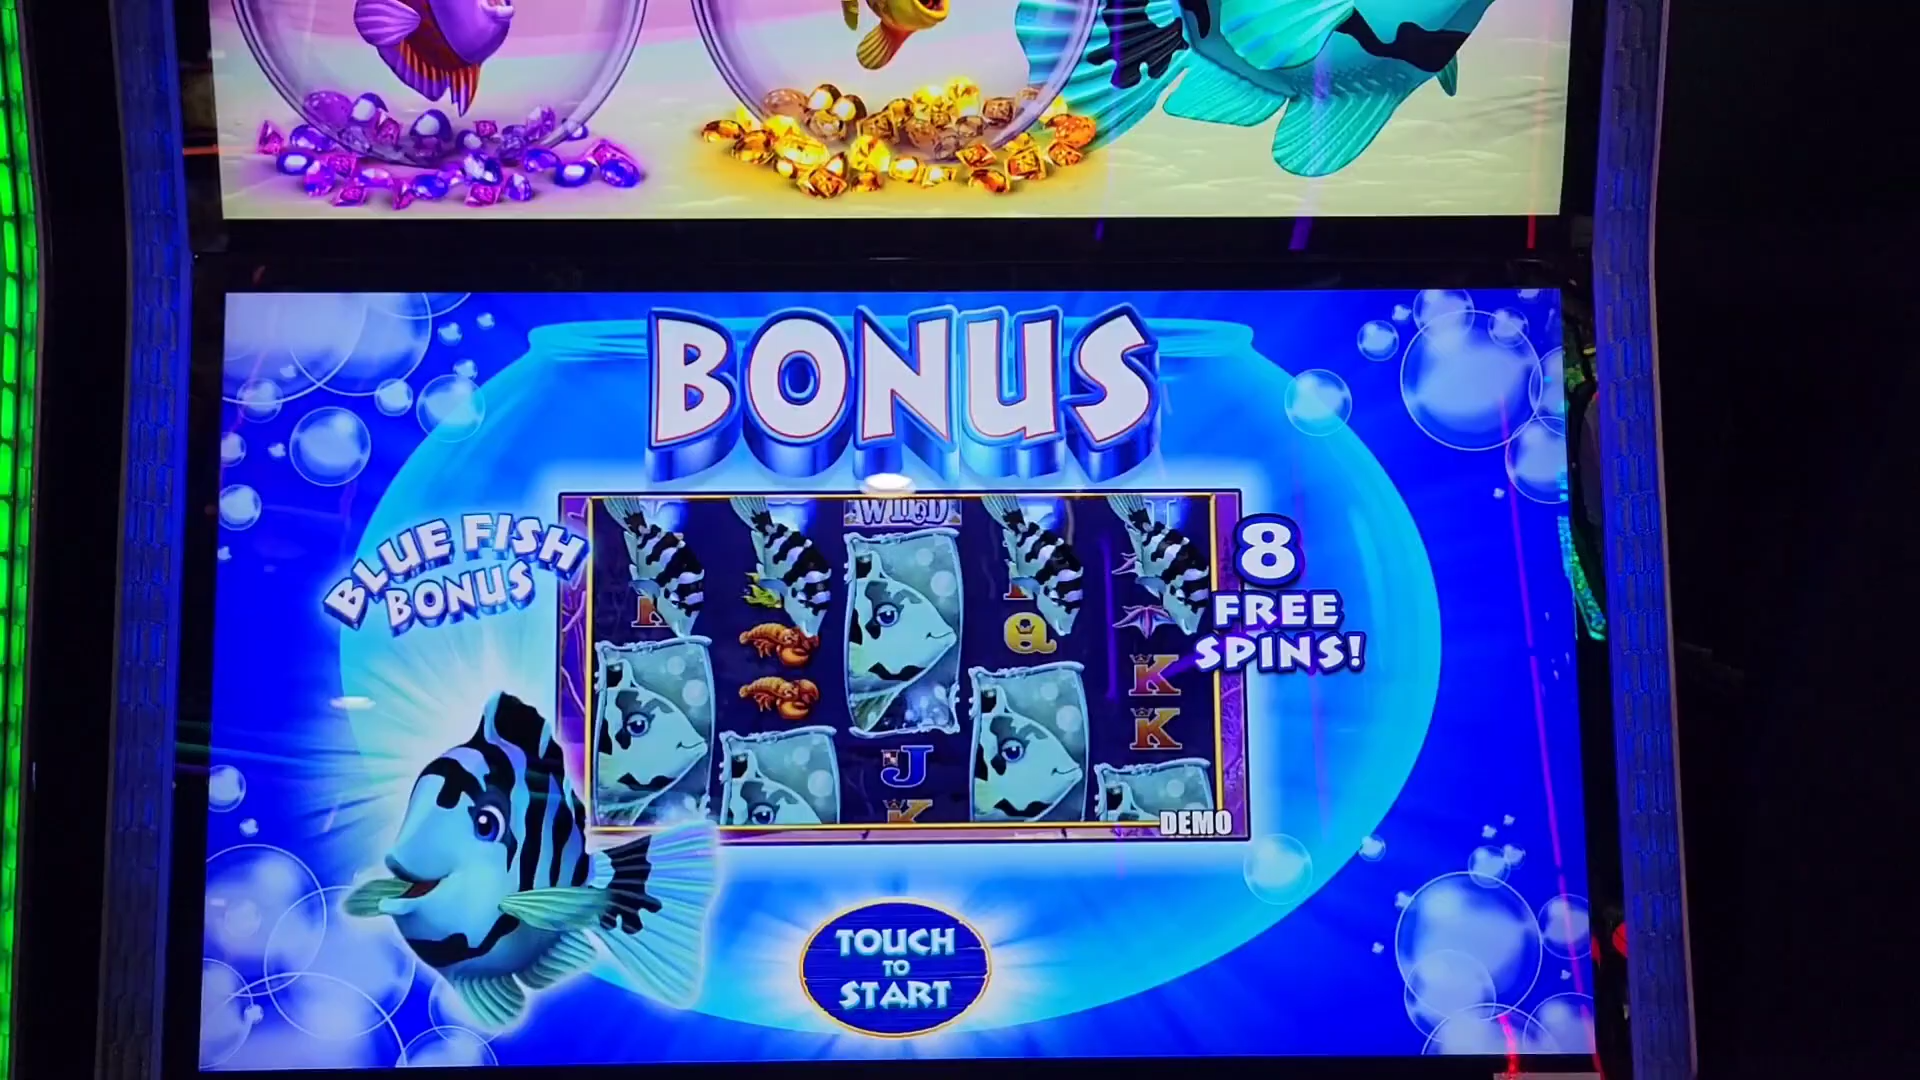 BONUS
BLUE FISH
BONUS
8
FREE
SPINS!
WILD
K
Q
K
K
J
K
DEMO
TOUCH
TO
START